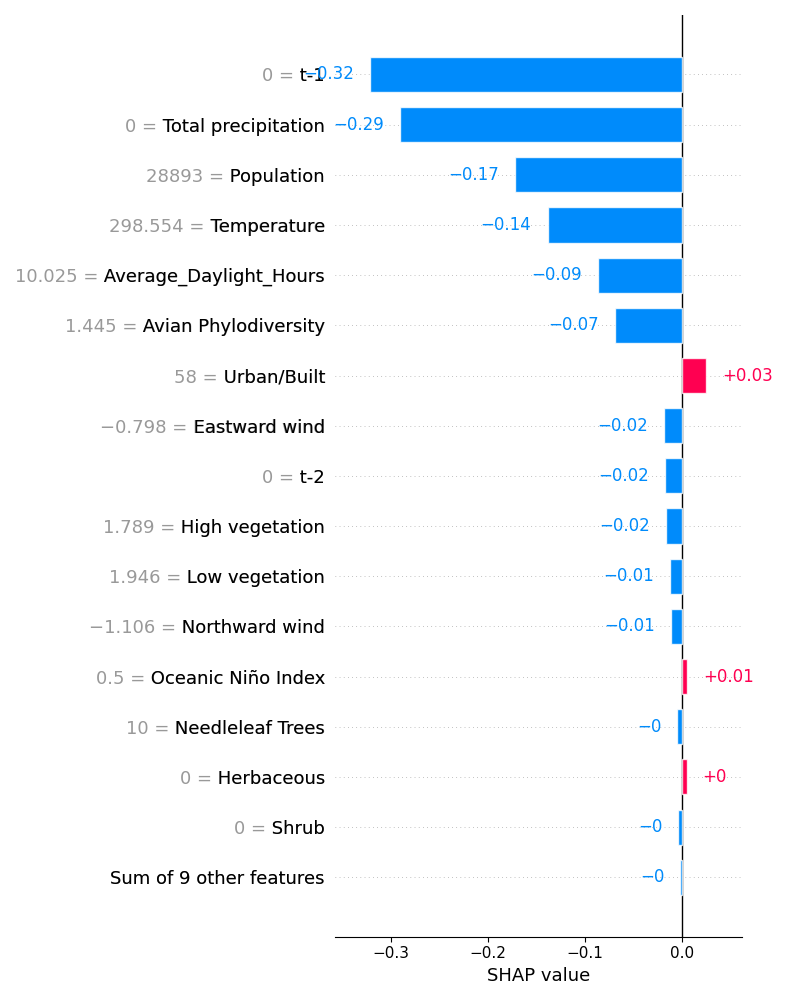 0 = t-1 −0.32
0 = Total precipitation −0.29
28893 = Population −0.17
298.554 = Temperature −0.14
10.025 = Average_Daylight_Hours −0.09
1.445 = Avian Phylodiversity −0.07
58 = Urban/Built +0.03
−0.798 = Eastward wind −0.02
0 = t-2 −0.02
1.789 = High vegetation −0.02
1.946 = Low vegetation −0.01
−1.106 = Northward wind −0.01
0.5 = Oceanic Niño Index +0.01
10 = Needleleaf Trees −0
0 = Herbaceous +0
0 = Shrub −0
Sum of 9 other features −0
−0.3 −0.2 −0.1 0.0
SHAP value